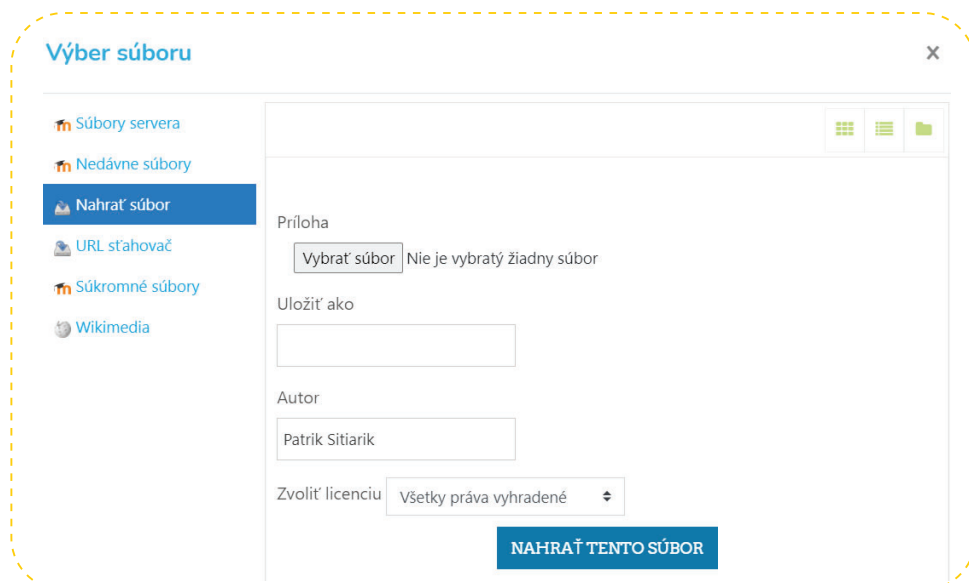 Výber súboru
×
Súbory servera
Nedávne súbory
Nahrať súbor
URL sťahovač
Súkromné súbory
Wikimedia
Príloha
Vybrať súbor Nie je vybratý žiadny súbor
Uložiť ako
Autor
Patrik Sitiarik
Zvoliť licenciu Všetky práva vyhradené
NAHRAŤ TENTO SÚBOR